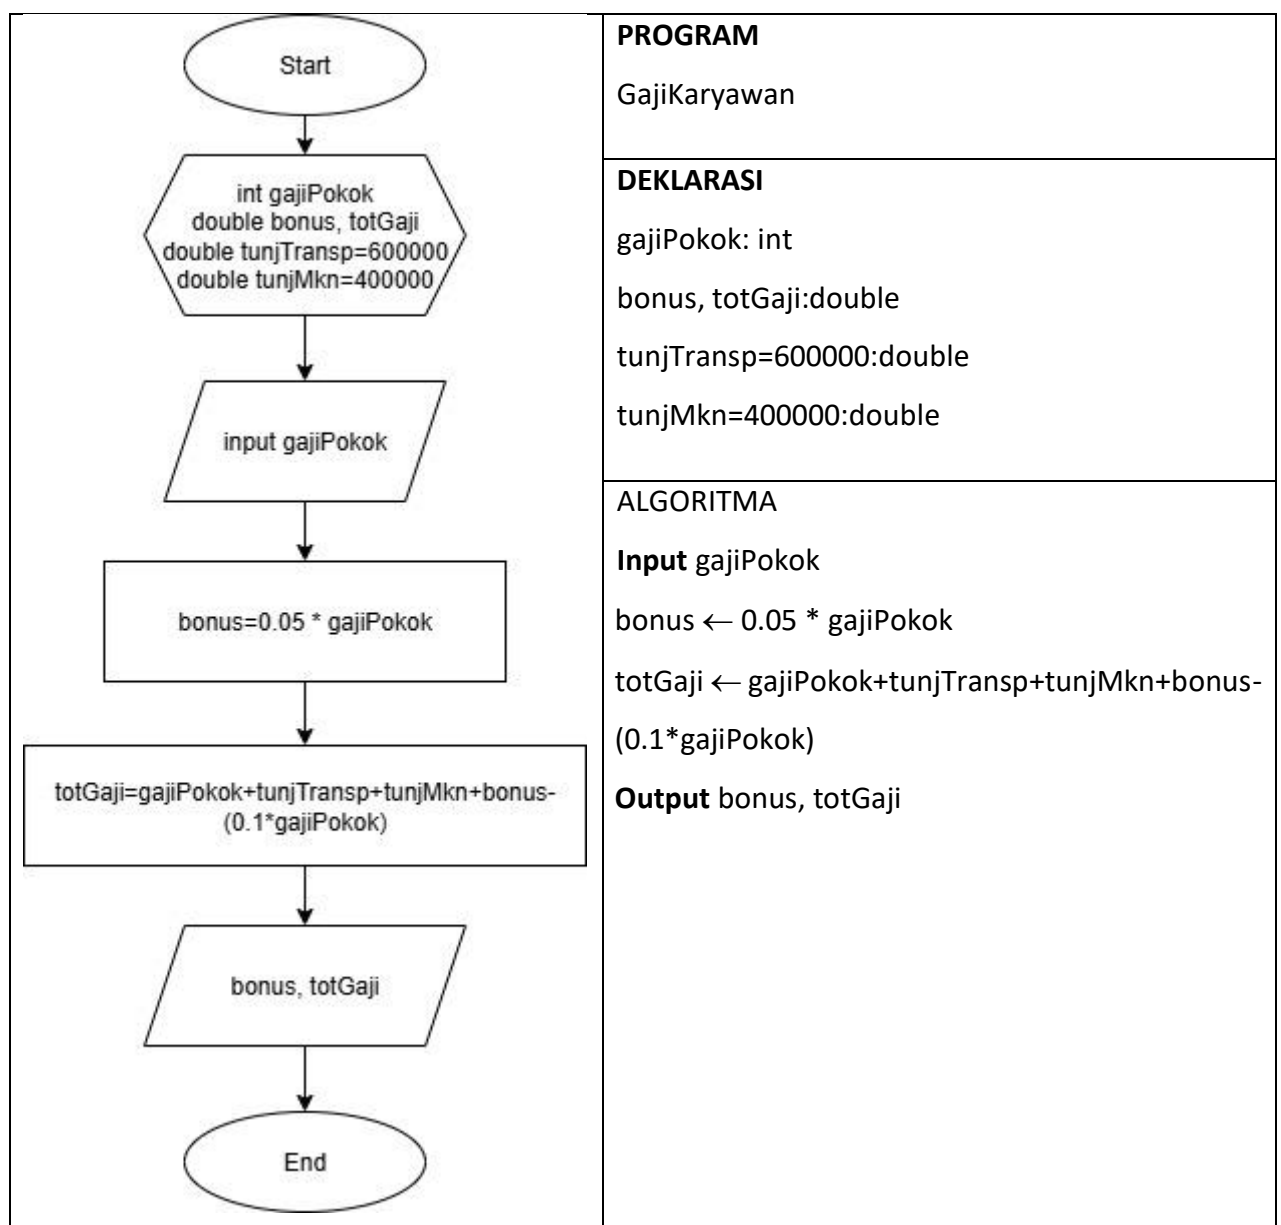 Start
int gajiPokok
double bonus, totGaji
double tunjTransp=600000
double tunjMkn=400000
input gajiPokok
bonus=0.05 * gajiPokok
totGaji=gajiPokok+tunjTransp+tunjMkn+bonus-
(0.1*gajiPokok)
bonus, totGaji
End
PROGRAM
GajiKaryawan
DEKLARASI
gajiPokok: int
bonus, totGaji:double
tunjTransp=600000:double
tunjMkn=400000:double
ALGORITMA
Input gajiPokok
bonus ← 0.05 * gajiPokok
totGaji ← gajiPokok+tunjTransp+tunjMkn+bonus-
(0.1*gajiPokok)
Output bonus, totGaji